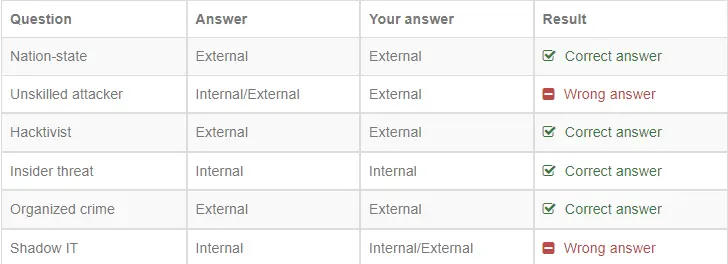 Question Answer Your answer Result
Nation-state External External Correct answer
Unskilled attacker Internal/External External Wrong answer
Hacktivist External External Correct answer
Insider threat Internal Internal Correct answer
Organized crime External External Correct answer
Shadow IT Internal Internal/External Wrong answer